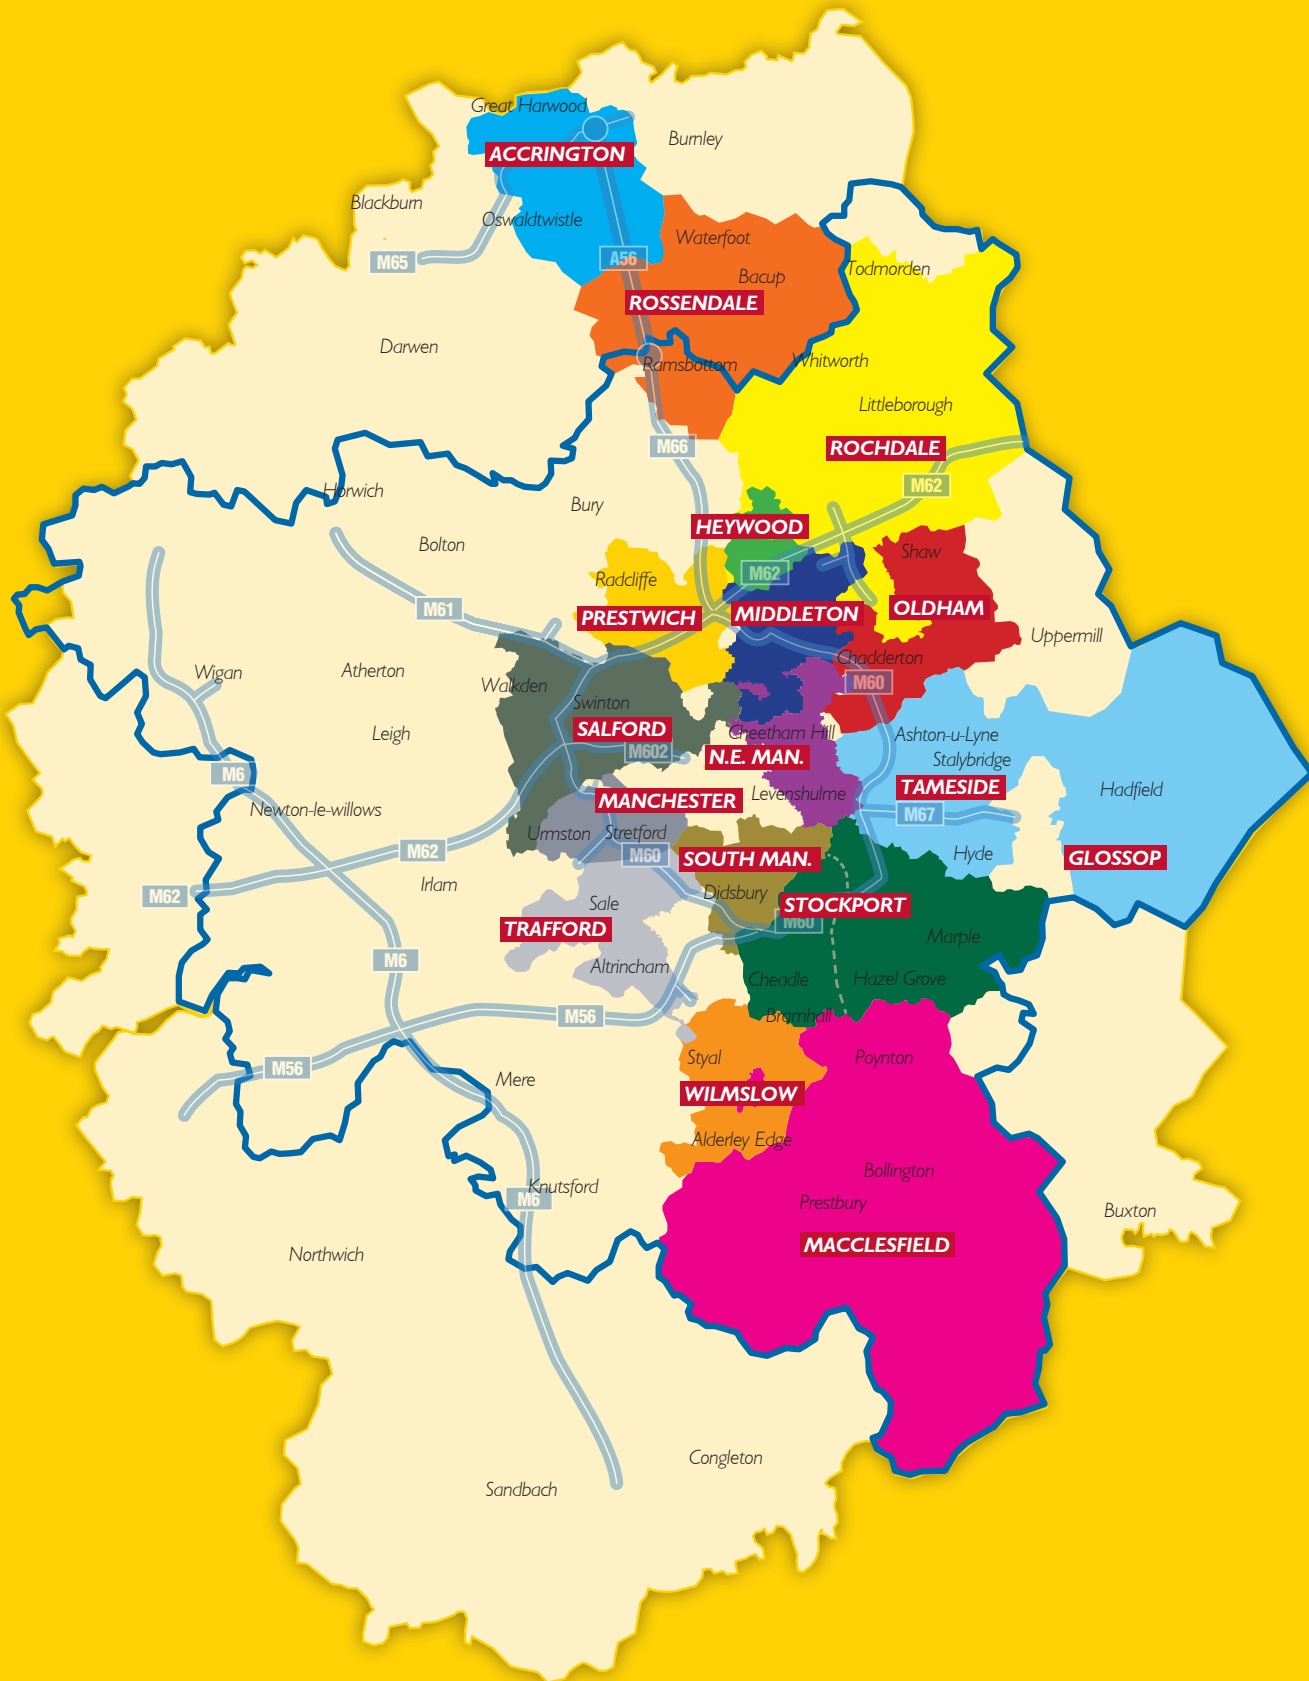 Great Harwood
Burnley
ACCRINGTON
Blackburn
Oswaldtwistle
Waterfoot
M65
A56
Todmorden
Bacup
ROSSENDALE
Darwen
Ramsbottom
Whitworth
Littleborough
M66
ROCHDALE
M62
Horwich
Bury
HEYWOOD
Bolton
Shaw
M62
Radcliffe
M61
PRESTWICH
MIDDLETON
OLDHAM
Uppermill
Chadderton
Wigan
Atherton
M60
Walkden
Swinton
SALFORD
Leigh
Cheetham Hill
Ashton-u-Lyne
M602
N.E. MAN.
Stalybridge
M6
TAMESIDE
Hadfield
Newton-le-willows
MANCHESTER
Levenshulme
M67
Urmston
Stretford
M62
M60
SOUTH MAN.
Hyde
GLOSSOP
Irlam
M62
Didsbury
Sale
STOCKPORT
M60
TRAFFORD
Marple
M6
Altrincham
Cheadle
Hazel Grove
M56
Bramhall
Styal
Poynton
M56
Mere
WILMSLOW
Alderley Edge
Bollington
Knutsford
M6
Prestbury
Buxton
MACCLESFIELD
Northwich
Congleton
Sandbach